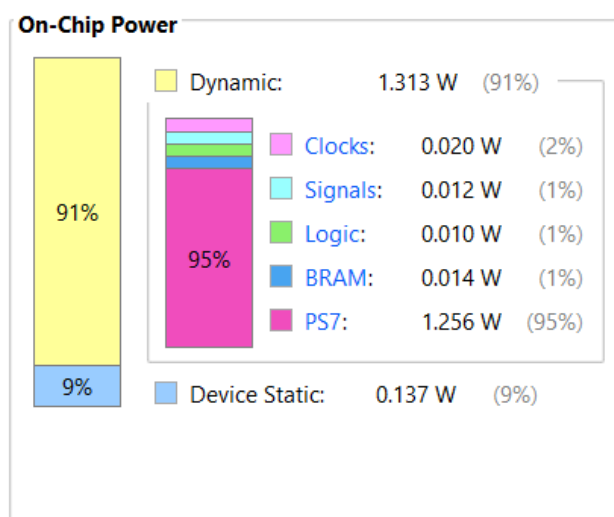 On-Chip Power
Dynamic: 1.313 W (91%)
Clocks: 0.020 W (2%)
Signals: 0.012 W (1%)
91%
Logic: 0.010 W (1%)
95%
BRAM: 0.014 W (1%)
PS7: 1.256 W (95%)
9%
Device Static: 0.137 W (9%)